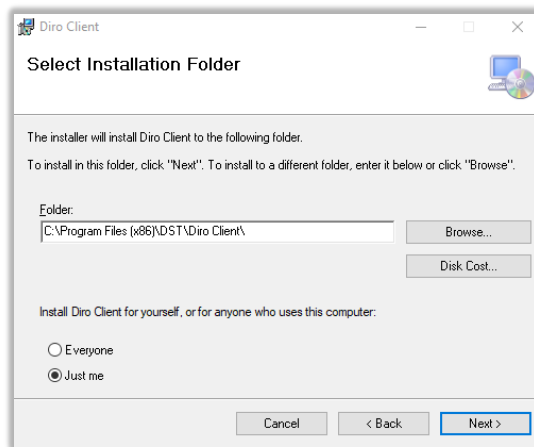 Diro Client
Select Installation Folder
The installer will install Diro Client to the following folder.
To install in this folder, click "Next". To install to a different folder, enter it below or click "Browse".
Folder:
C:\Program Files (x86)\DST\Diro Client\
Browse...
Disk Cost...
Install Diro Client for yourself, or for anyone who uses this computer:
Everyone
Just me
Cancel
< Back
Next >